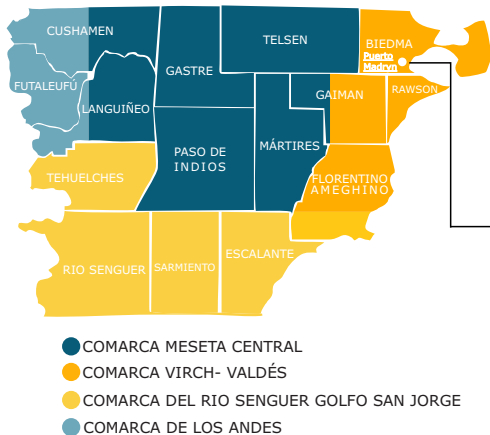 CUSHAMEN
TELSEN
BIEDMA
Puerto
Madryn
GASTRE
FUTALEUFÚ
LANGUIÑEO
GAIMAN
RAWSON
PASO DE
INDIOS
MÁRTIRES
TEHUELCHES
FLORENTINO
AMEGHINO
RIO SENGUER
SARMIENTO
ESCALANTE
COMARCA MESETA CENTRAL
COMARCA VIRCH- VALDÉS
COMARCA DEL RIO SENGUER GOLFO SAN JORGE
COMARCA DE LOS ANDES